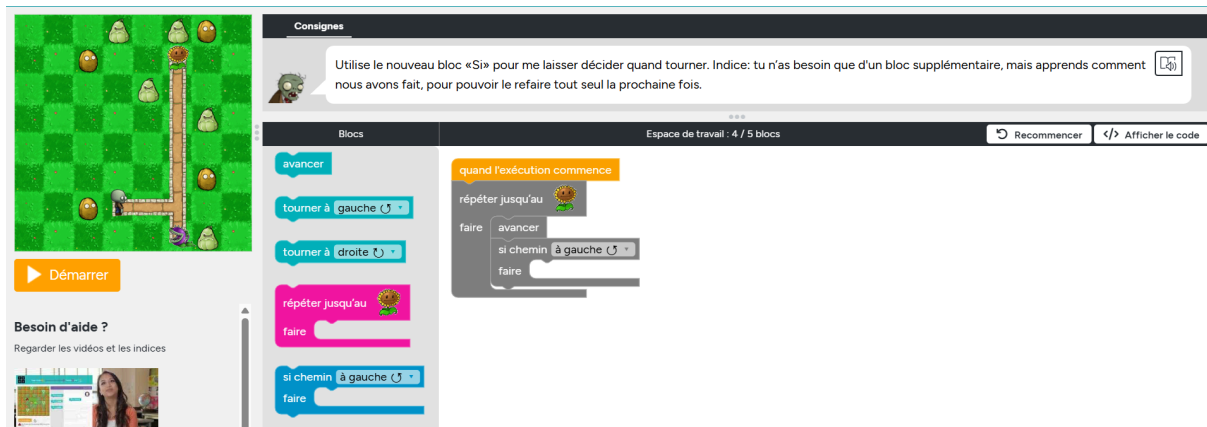 Consignes
Utilise le nouveau bloc «Si» pour me laisser décider quand tourner. Indice: tu n'as besoin que d'un bloc supplémentaire, mais apprends comment
nous avons fait, pour pouvoir le refaire tout seul la prochaine fois.
Blocs
Espace de travail : 4 / 5 blocs
Recommencer
</> Afficher le code
avancer
tourner à gauche ↺
tourner à droite ↻
répéter jusqu'au
faire
si chemin à gauche ↺
faire
quand l'exécution commence
répéter jusqu'au
faire
avancer
si chemin à gauche ↺
faire
Démarrer
Besoin d'aide ?
Regarder les vidéos et les indices